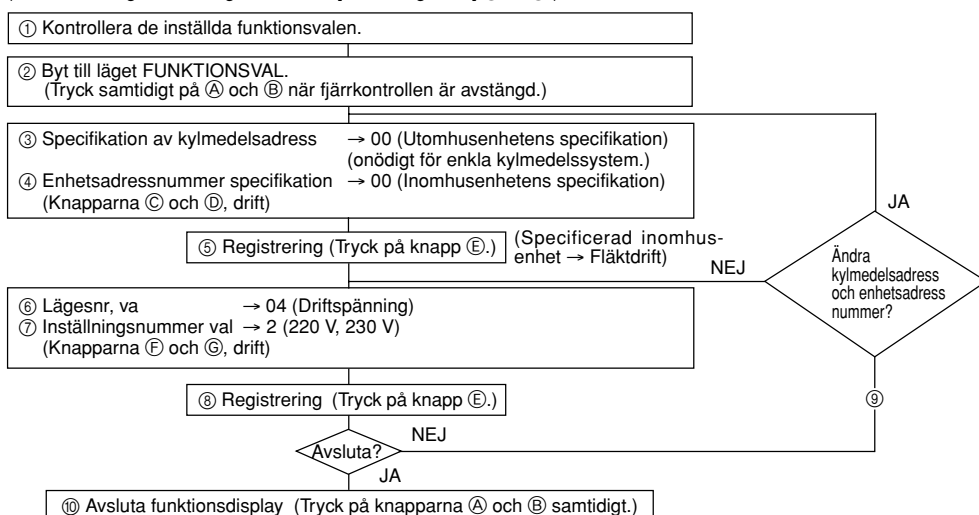 ① Kontrollera de inställda funktionsvalen.
② Byt till läget FUNKTIONSVAL.
(Tryck samtidigt på Ⓐ och Ⓑ när fjärrkontrollen är avstängd.)
③ Specifikation av kylmedelsadress → 00 (Utomhusenhetens specifikation)
(onödigt för enkla kylmedelssystem.)
④ Enhetsadressnummer specifikation → 00 (Inomhusenhetens specifikation)
(Knapparna Ⓒ och Ⓓ, drift)
JA
⑤ Registrering (Tryck på knapp Ⓔ.)
(Specificerad inomhus-
enhet → Fläktdrift)
NEJ
Ändra
kylmedelsadress
och enhetsadress
nummer?
⑥ Lägesnr, va → 04 (Driftspänning)
⑦ Inställningsnummer val → 2 (220 V, 230 V)
(Knapparna Ⓕ och Ⓖ, drift)
⑧ Registrering (Tryck på knapp Ⓔ.)
⑨
NEJ
Avsluta?
JA
⑩ Avsluta funktionsdisplay (Tryck på knapparna Ⓐ och Ⓑ samtidigt.)